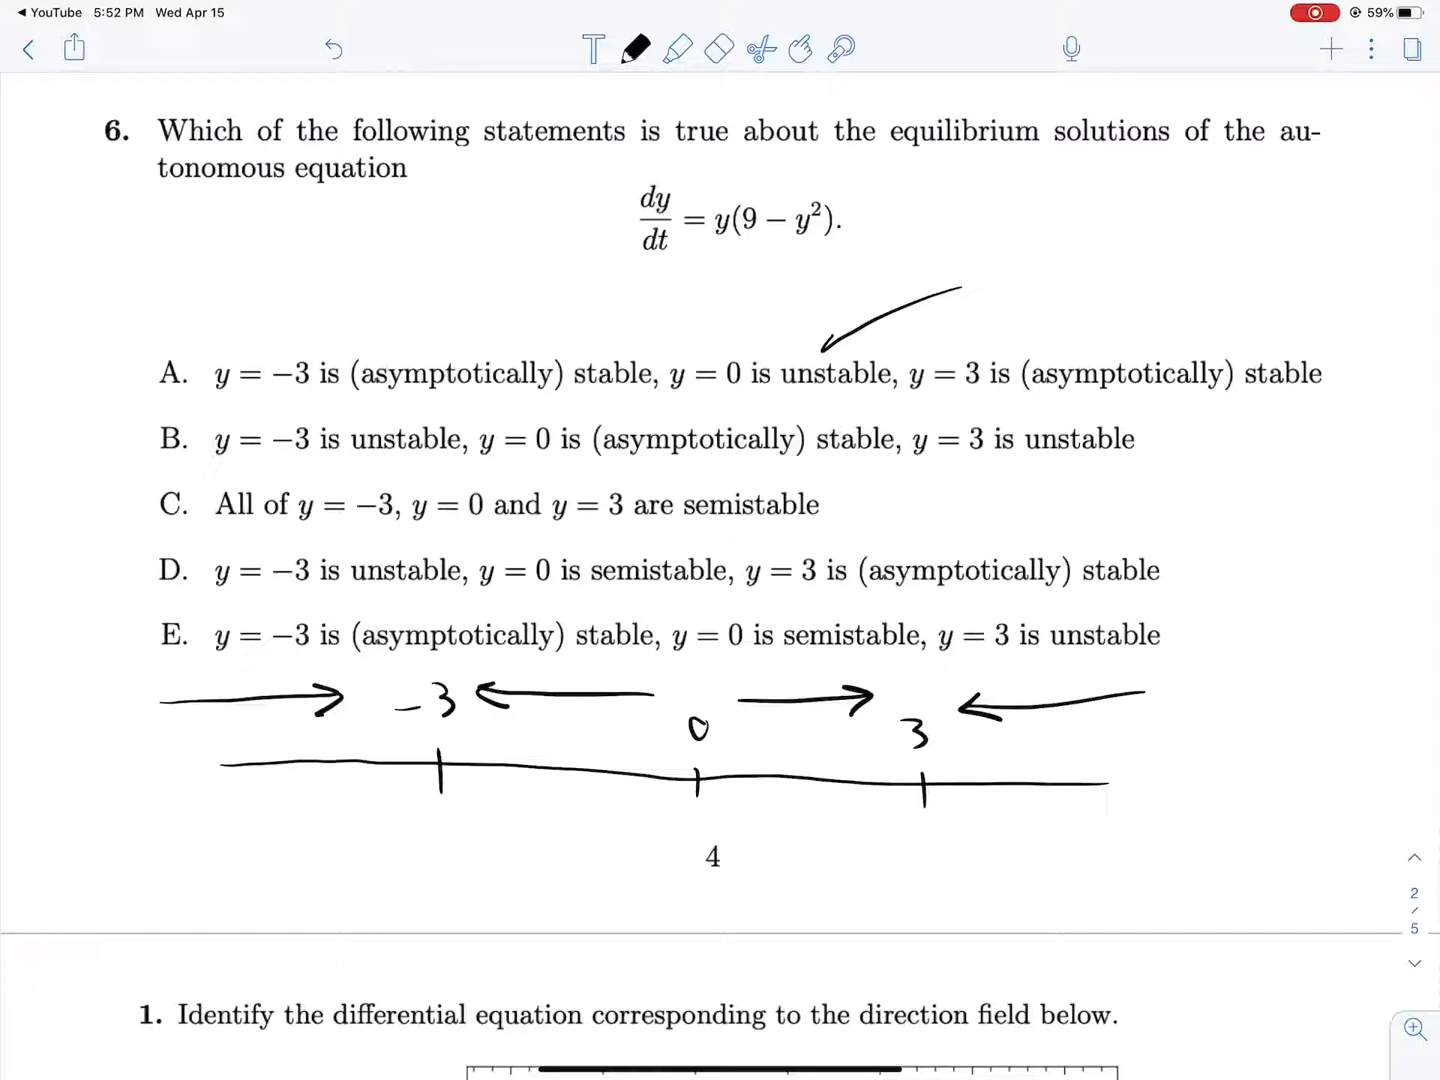 ◀ YouTube 5:52 PM Wed Apr 15 59%
T
6. Which of the following statements is true about the equilibrium solutions of the au-
tonomous equation
dy/dt = y(9 − y²).
A. y = −3 is (asymptotically) stable, y = 0 is unstable, y = 3 is (asymptotically) stable
B. y = −3 is unstable, y = 0 is (asymptotically) stable, y = 3 is unstable
C. All of y = −3, y = 0 and y = 3 are semistable
D. y = −3 is unstable, y = 0 is semistable, y = 3 is (asymptotically) stable
E. y = −3 is (asymptotically) stable, y = 0 is semistable, y = 3 is unstable
−3 0 3
4
2
/
5
1. Identify the differential equation corresponding to the direction field below.